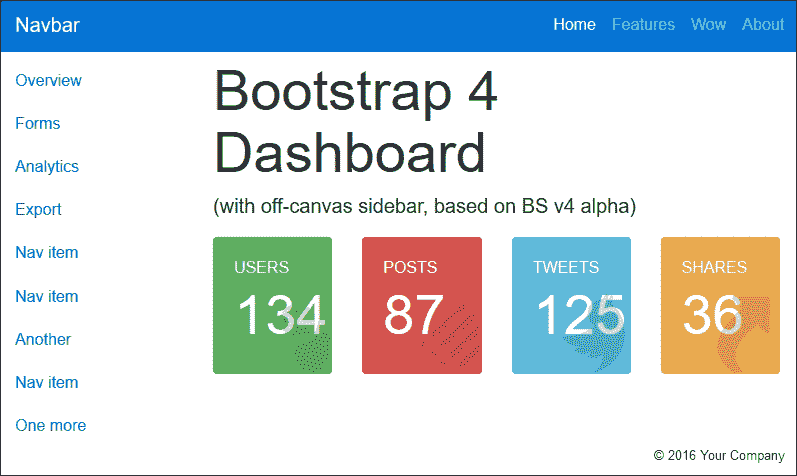 Navbar
Home Features Wow About
Overview
Forms
Analytics
Export
Nav item
Nav item
Another
Nav item
One more
Bootstrap 4
Dashboard
(with off-canvas sidebar, based on BS v4 alpha)
USERS
134
POSTS
87
TWEETS
125
SHARES
36
© 2016 Your Company